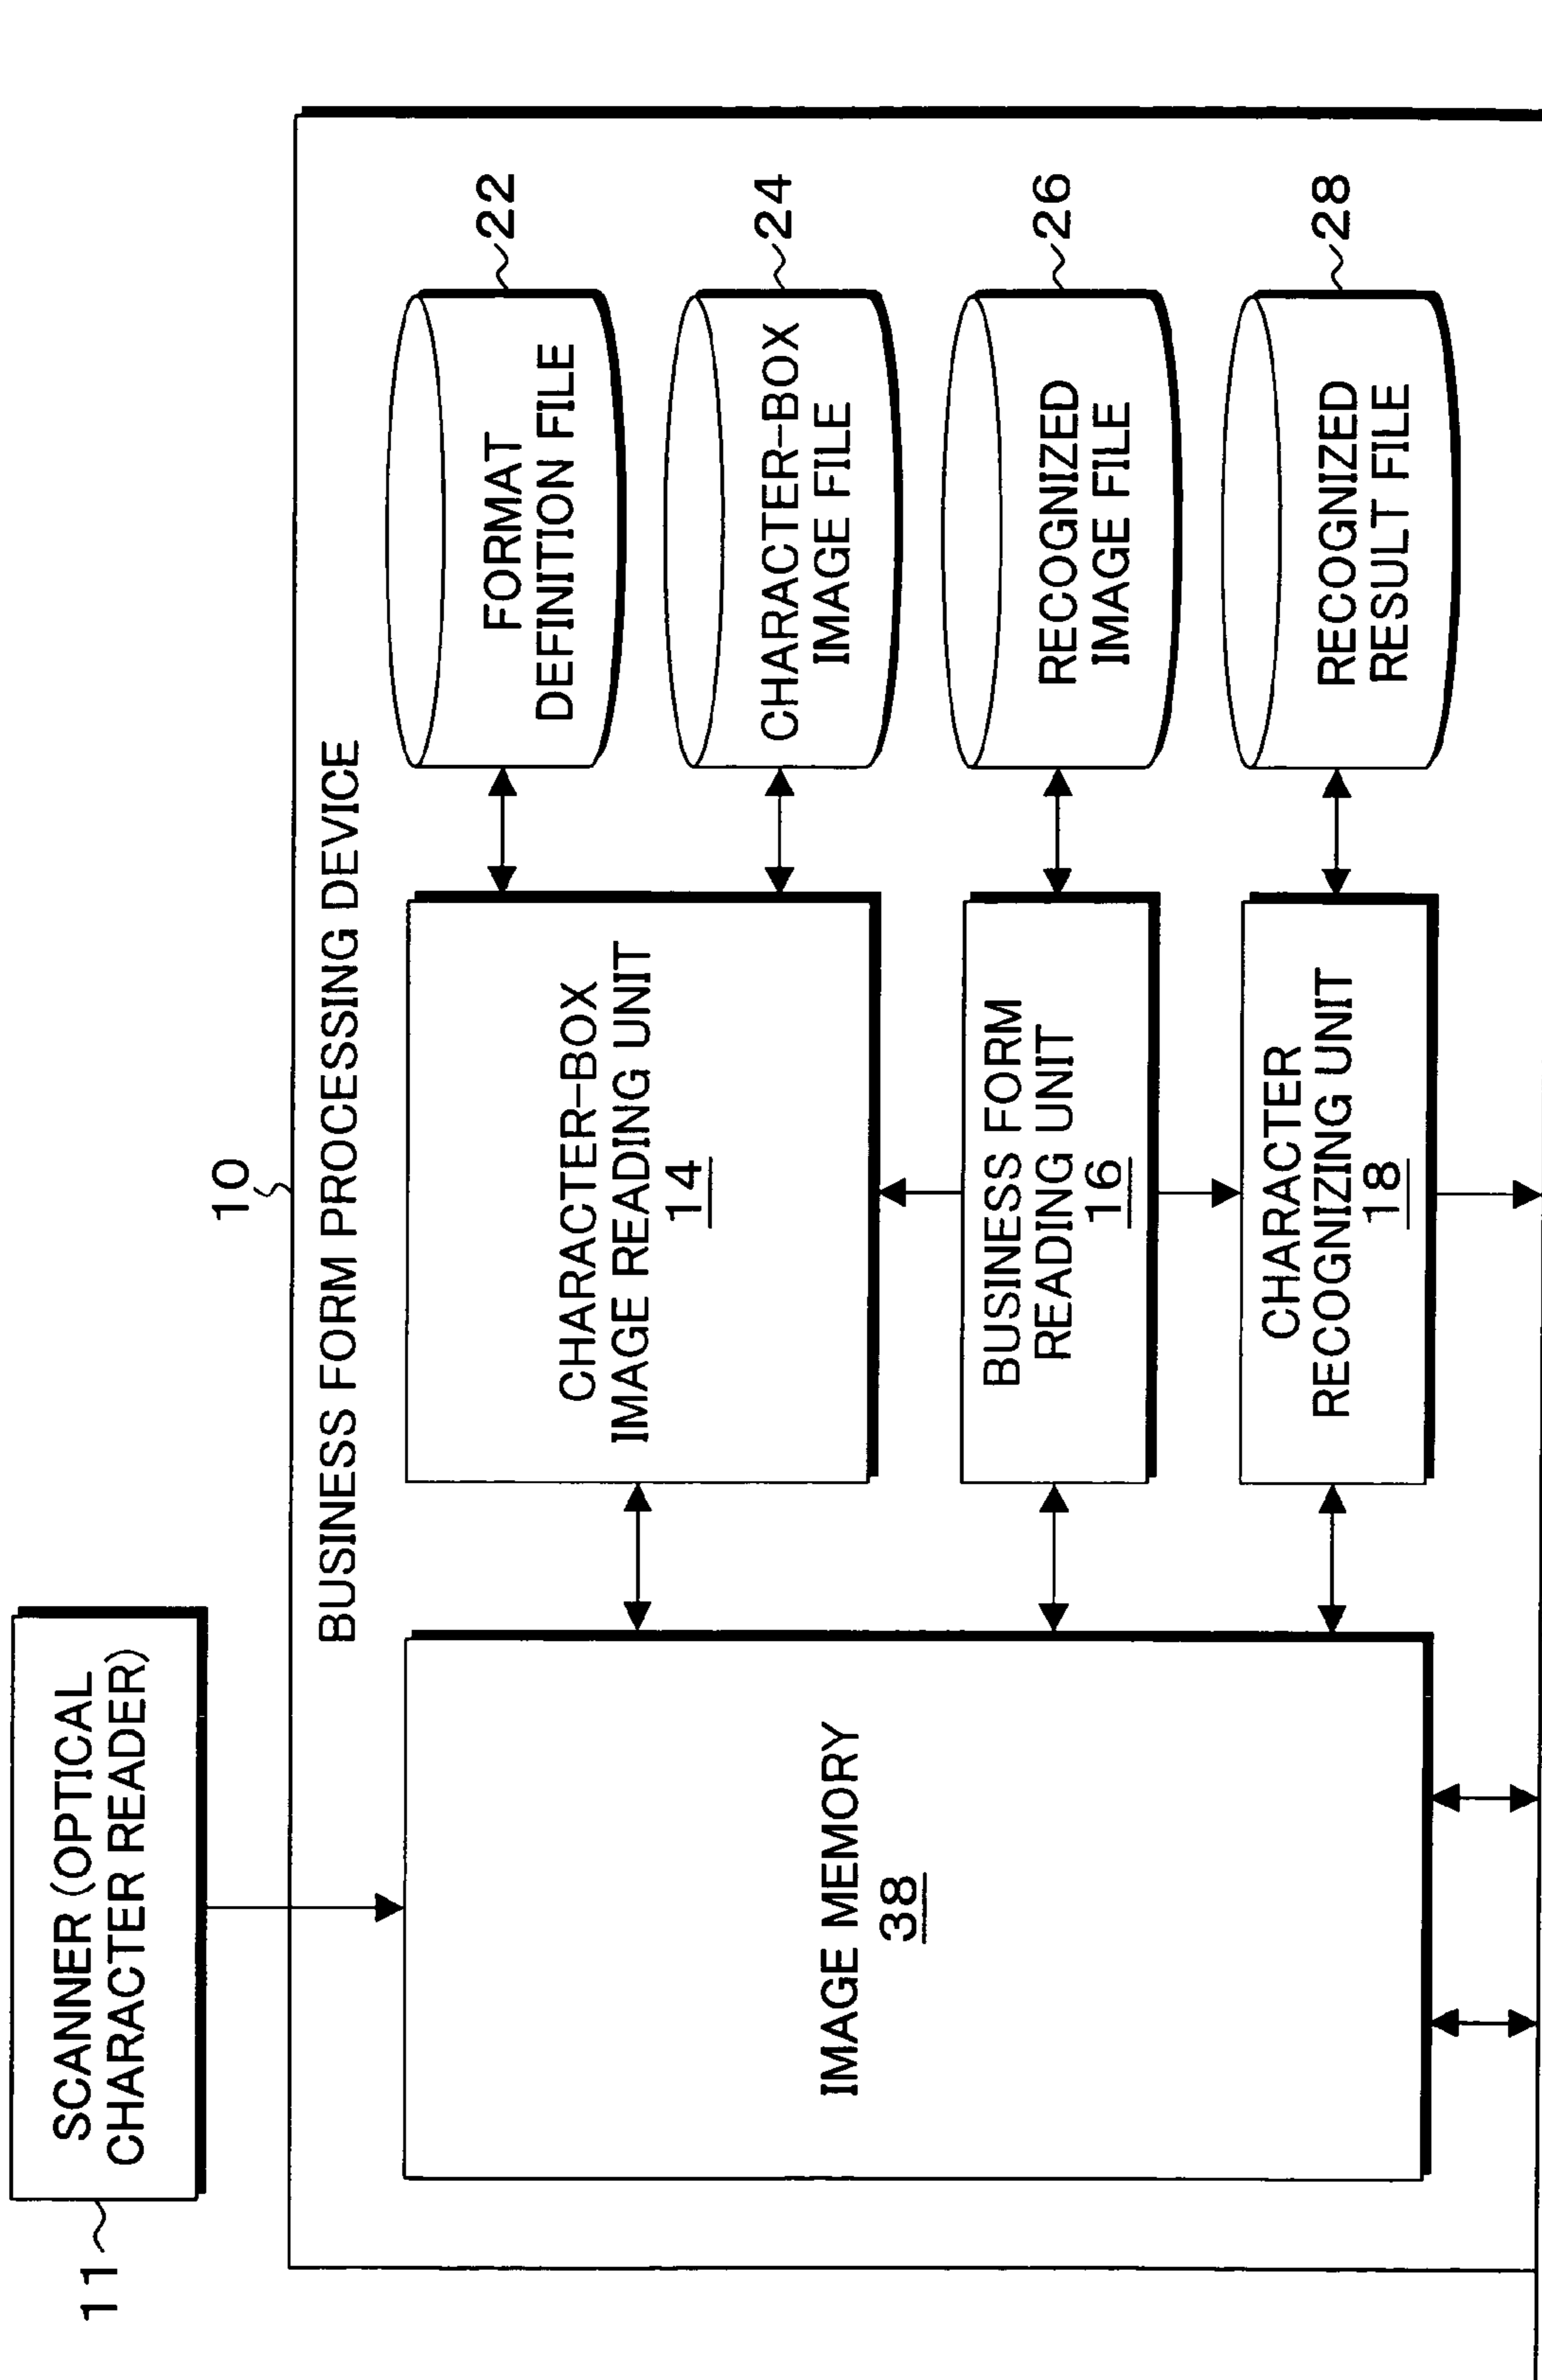 11
SCANNER (OPTICAL
CHARACTER READER)
10
BUSINESS FORM PROCESSING DEVICE
IMAGE MEMORY
38
CHARACTER-BOX
IMAGE READING UNIT
14
FORMAT
DEFINITION FILE
22
CHARACTER-BOX
IMAGE FILE
24
BUSINESS FORM
READING UNIT
16
RECOGNIZED
IMAGE FILE
26
CHARACTER
RECOGNIZING UNIT
18
RECOGNIZED
RESULT FILE
28